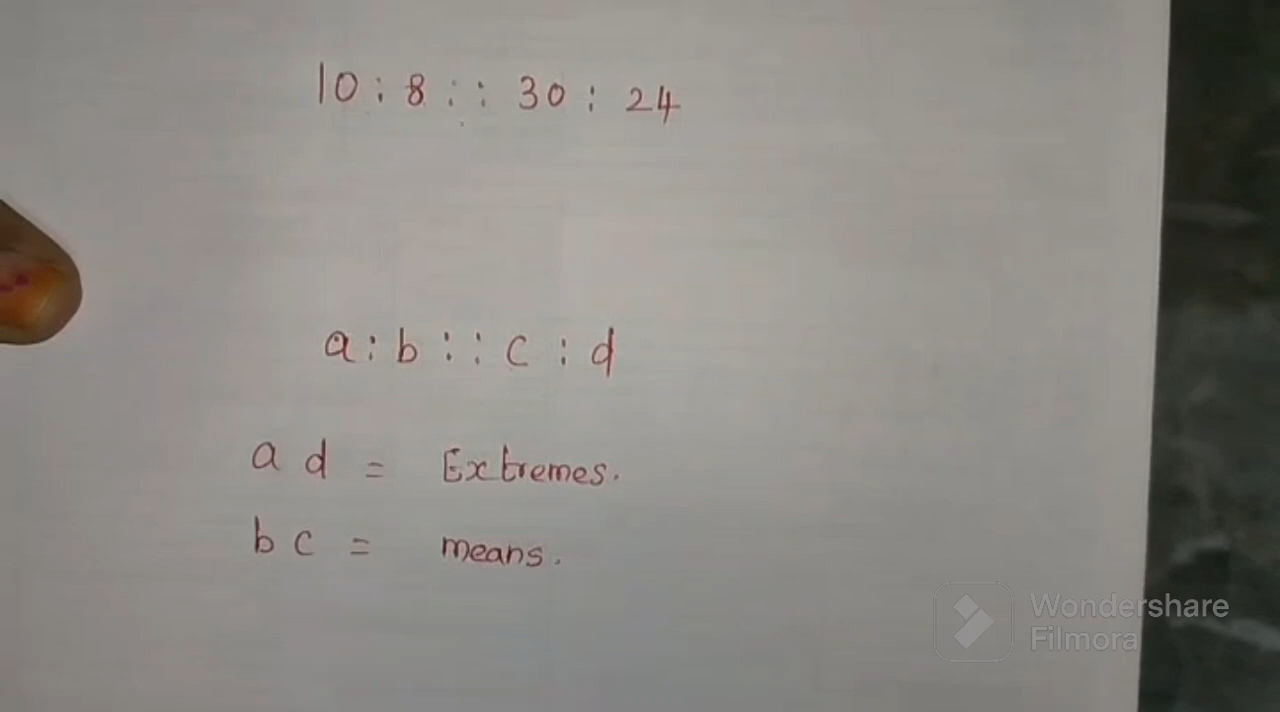 10 : 8 : : 30 : 24
a : b : : c : d
a d = Extremes.
b c = means.
Wondershare
Filmora